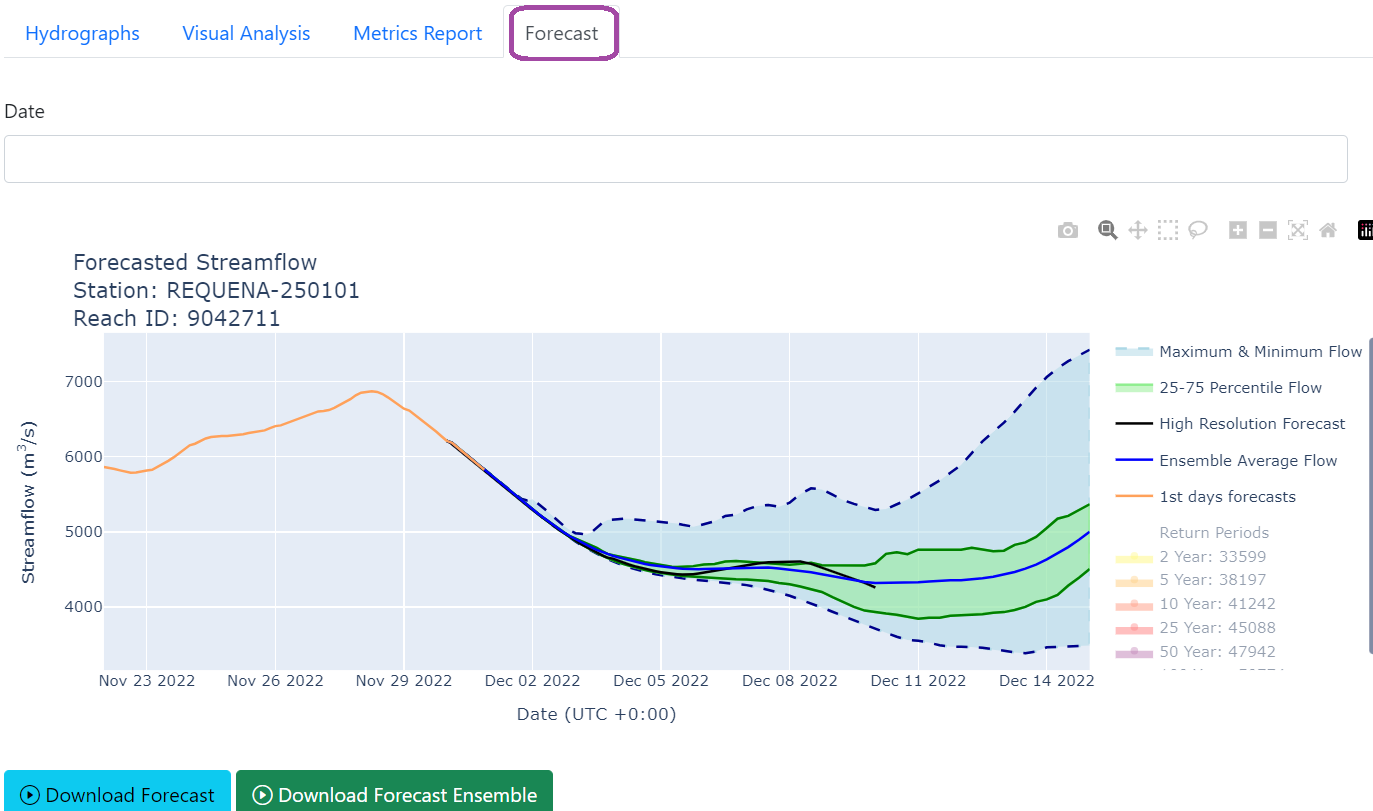 Hydrographs Visual Analysis Metrics Report Forecast
Date
Forecasted Streamflow
Station: REQUENA-250101
Reach ID: 9042711
7000
6000
5000
4000
Streamflow (m³/s)
Nov 23 2022 Nov 26 2022 Nov 29 2022 Dec 02 2022 Dec 05 2022 Dec 08 2022 Dec 11 2022 Dec 14 2022
Date (UTC +0:00)
Maximum & Minimum Flow
25-75 Percentile Flow
High Resolution Forecast
Ensemble Average Flow
1st days forecasts
Return Periods
2 Year: 33599
5 Year: 38197
10 Year: 41242
25 Year: 45088
50 Year: 47942
Download Forecast Download Forecast Ensemble